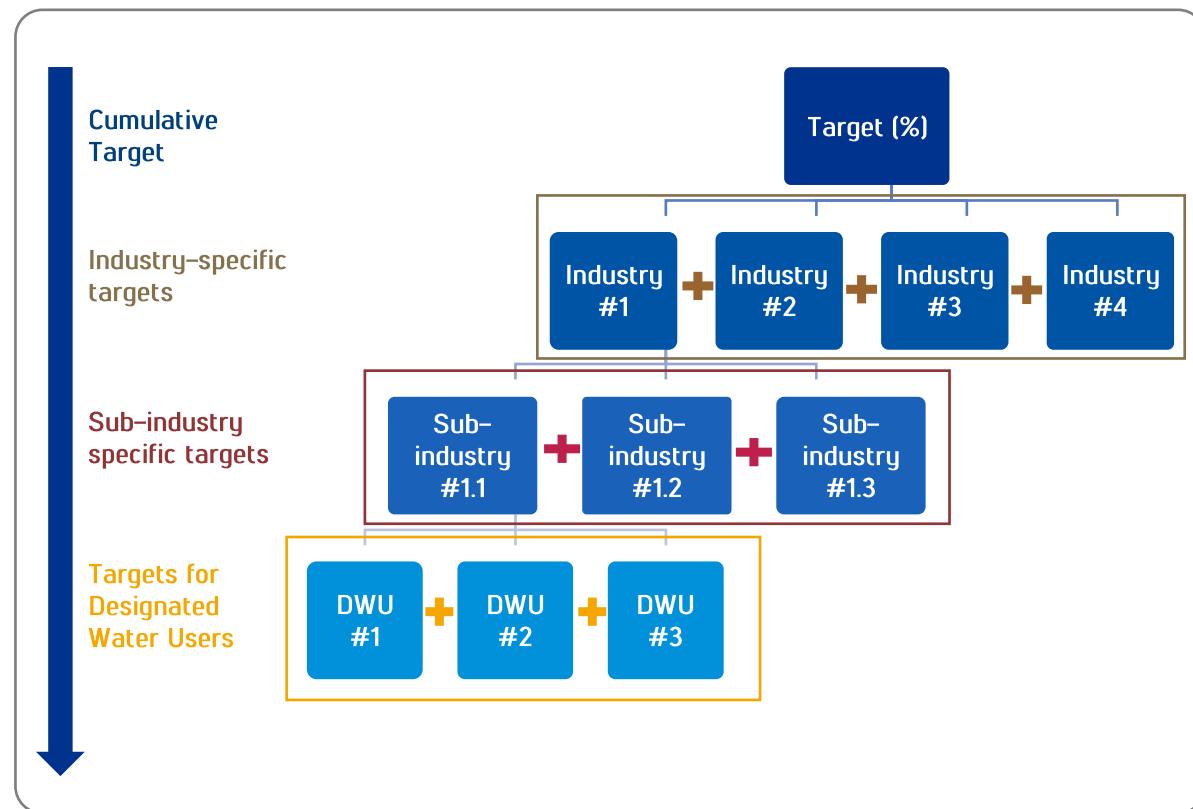 Cumulative
Target
Target (%)
Industry-specific
targets
Industry
#1
Industry
#2
Industry
#3
Industry
#4
Sub-industry
specific targets
Sub-
industry
#1.1
Sub-
industry
#1.2
Sub-
industry
#1.3
Targets for
Designated
Water Users
DWU
#1
DWU
#2
DWU
#3